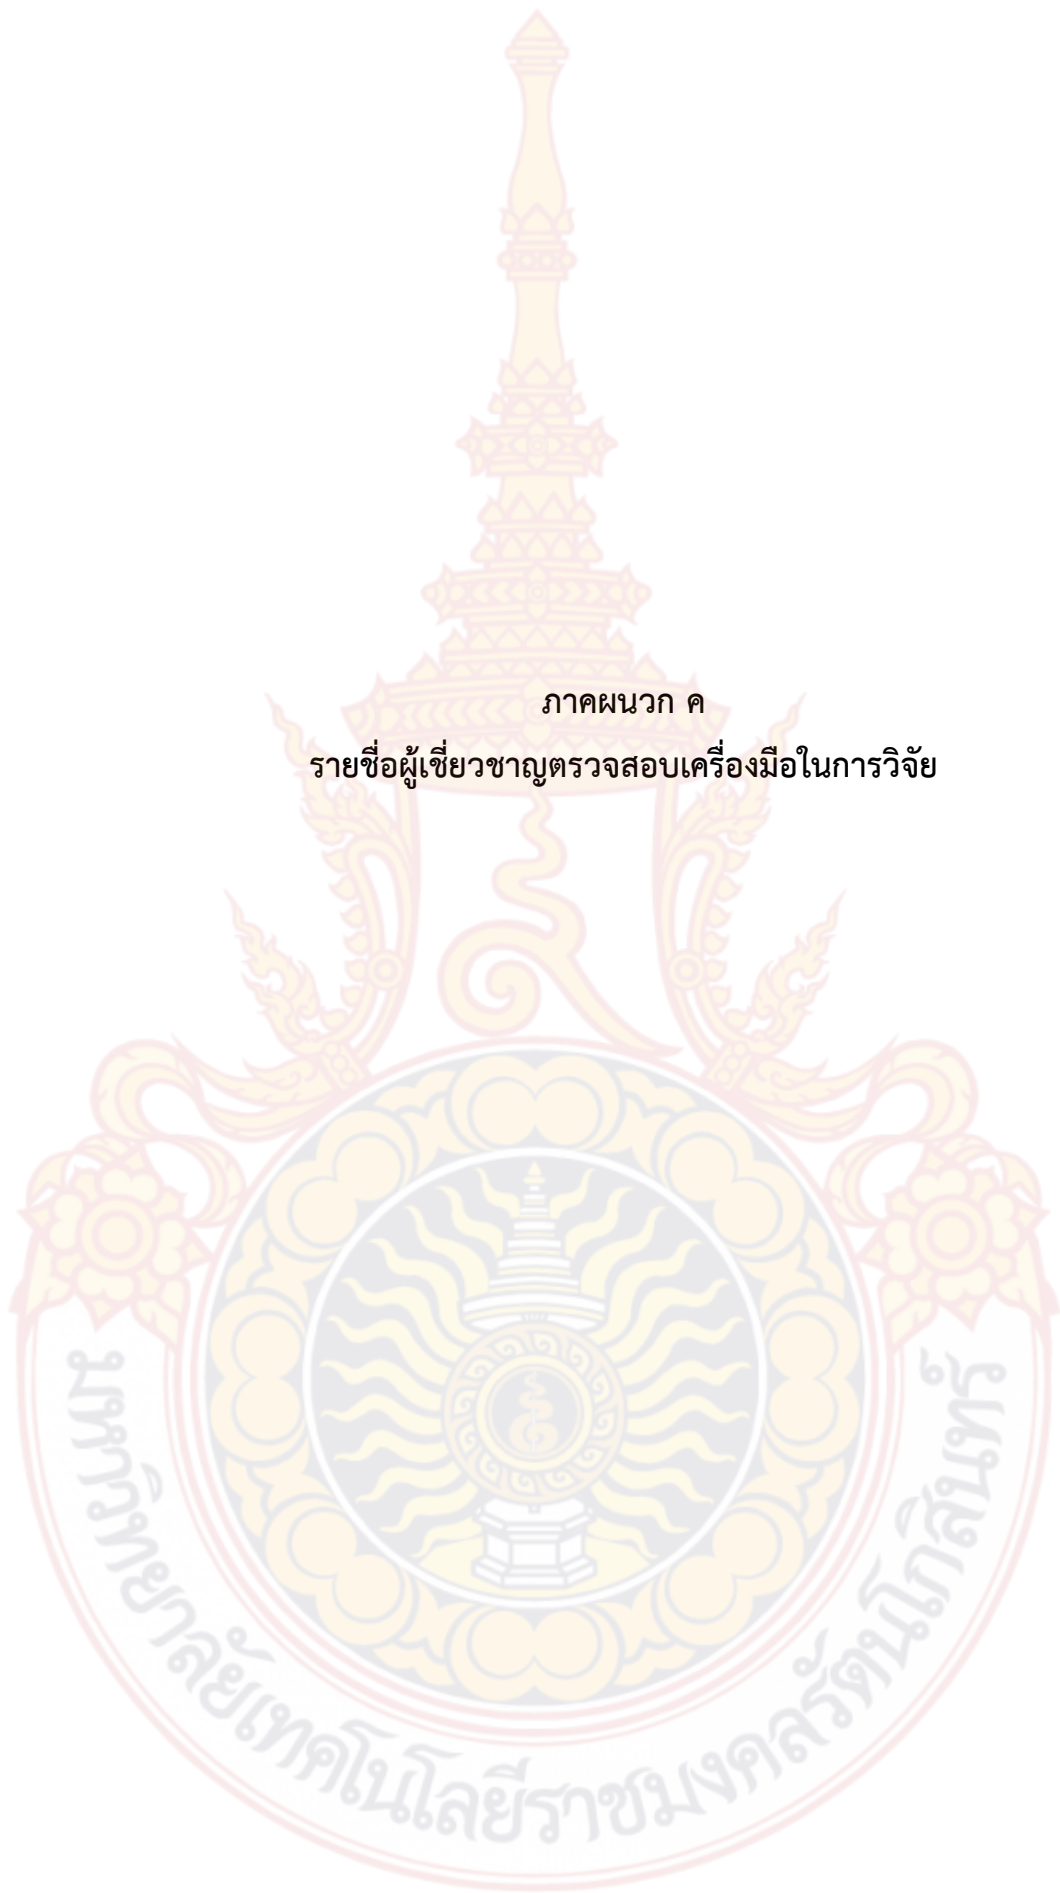 ภาคผนวก ค
รายชื่อผู้เชี่ยวชาญตรวจสอบเครื่องมือในการวิจัย
มหาวิทยาลัยเทคโนโลยีราชมงคลรัตนโกสินทร์